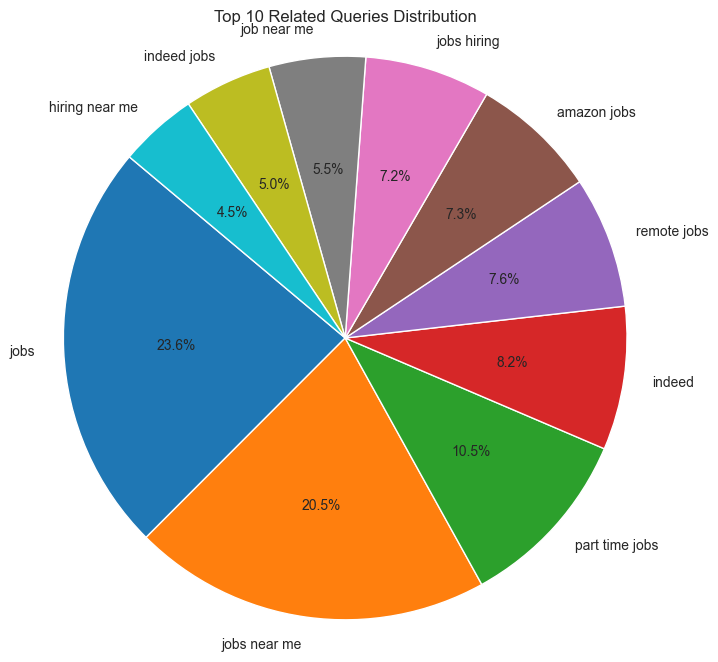 Top 10 Related Queries Distribution
job near me
jobs hiring
indeed jobs
hiring near me
amazon jobs
5.5%
7.2%
5.0%
4.5%
7.3%
remote jobs
7.6%
jobs
23.6%
8.2%
indeed
10.5%
20.5%
part time jobs
jobs near me